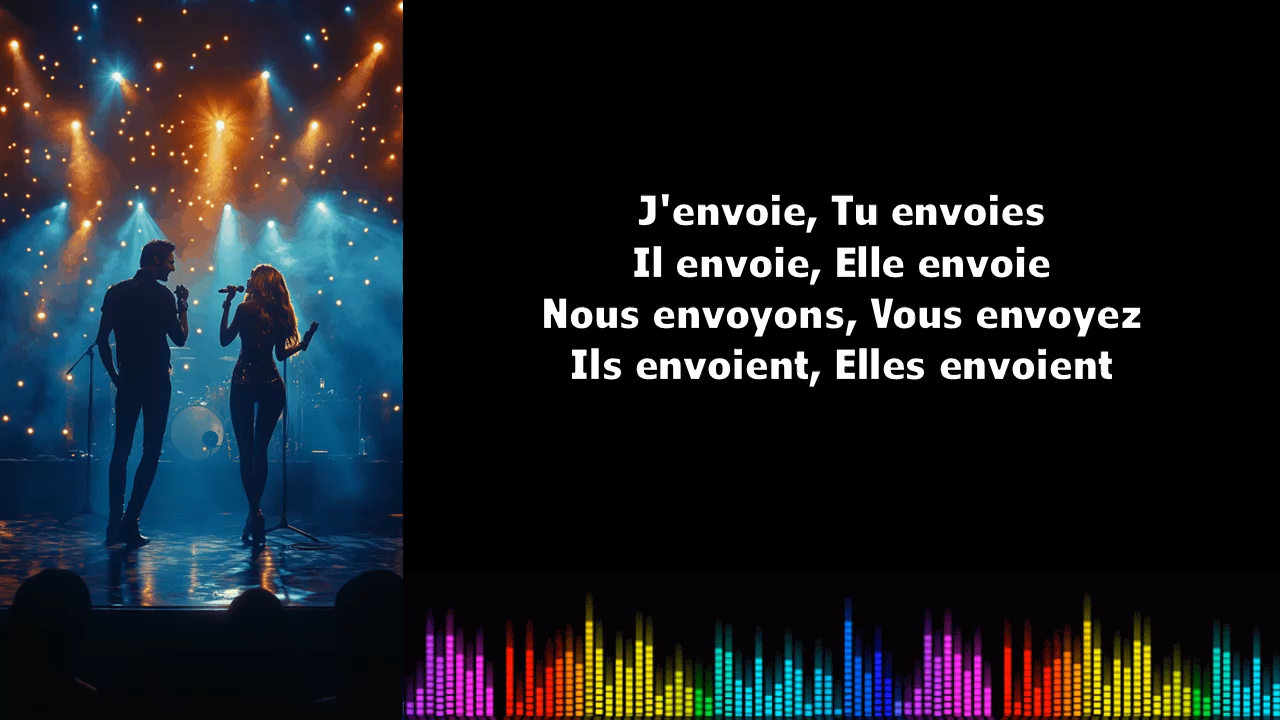 J'envoie, Tu envoies
Il envoie, Elle envoie
Nous envoyons, Vous envoyez
Ils envoient, Elles envoient